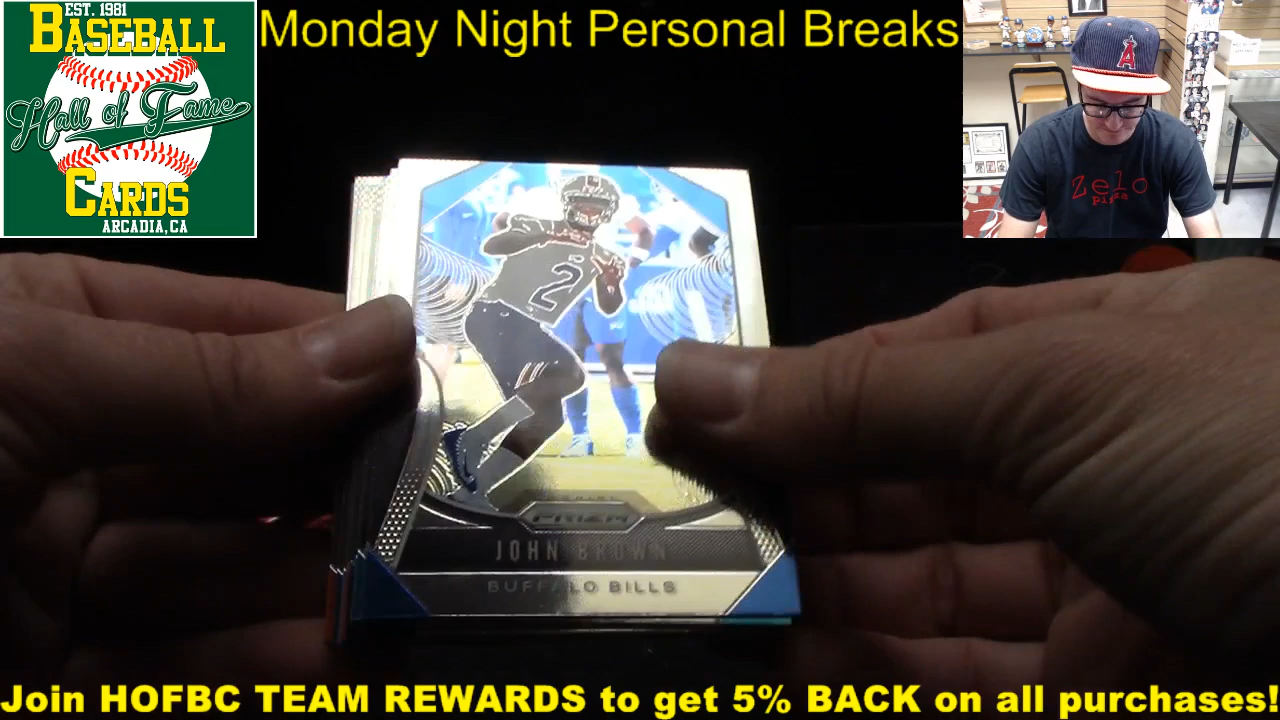 EST. 1981
BASEBALL
Hall of Fame
CARDS
ARCADIA, CA
Monday Night Personal Breaks
A
Zelo
2
PRIZM
JOHN BROWN
BUFFALO BILLS
Join HOFBC TEAM REWARDS to get 5% BACK on all purchases!